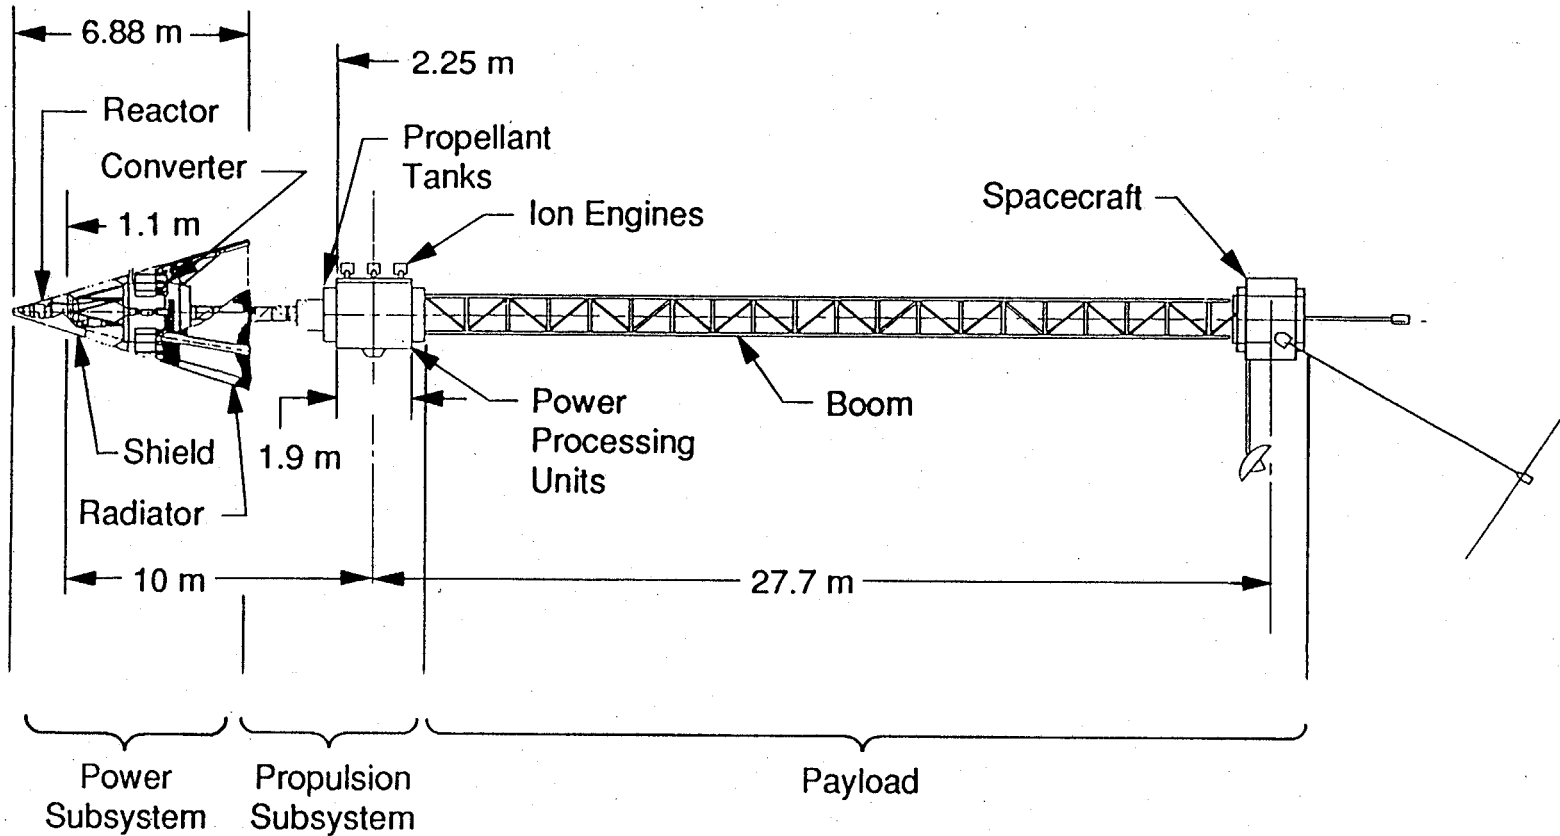 6.88 m
2.25 m
Reactor
Propellant
Tanks
Converter
Spacecraft
Ion Engines
1.1 m
Power
Processing
Units
Boom
1.9 m
Shield
Radiator
10 m
27.7 m
Power
Subsystem
Propulsion
Subsystem
Payload